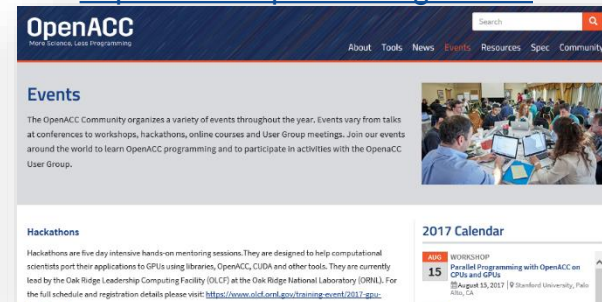 OpenACC
More Science, Less Programming
Search
About Tools News Events Resources Spec Community
Events
The OpenACC Community organizes a variety of events throughout the year. Events vary from talks
at conferences to workshops, hackathons, online courses and User Group meetings. Join our events
around the world to learn OpenACC programming and to participate in activities with the OpenaCC
User Group.
Hackathons
Hackathons are five day intensive hands-on mentoring sessions. They are designed to help computational
scientists port their applications to GPUs using libraries, OpenACC, CUDA and other tools. They are currently
lead by the Oak Ridge Leadership Computing Facility (OLCF) at the Oak Ridge National Laboratory (ORNL). For
the full schedule and registration details please visit: https://www.olcf.ornl.gov/training-event/2017-gpu-
2017 Calendar
AUG
15
WORKSHOP
Parallel Programming with OpenACC on
CPUs and GPUs
August 15, 2017 | Stanford University, Palo
Alto, CA